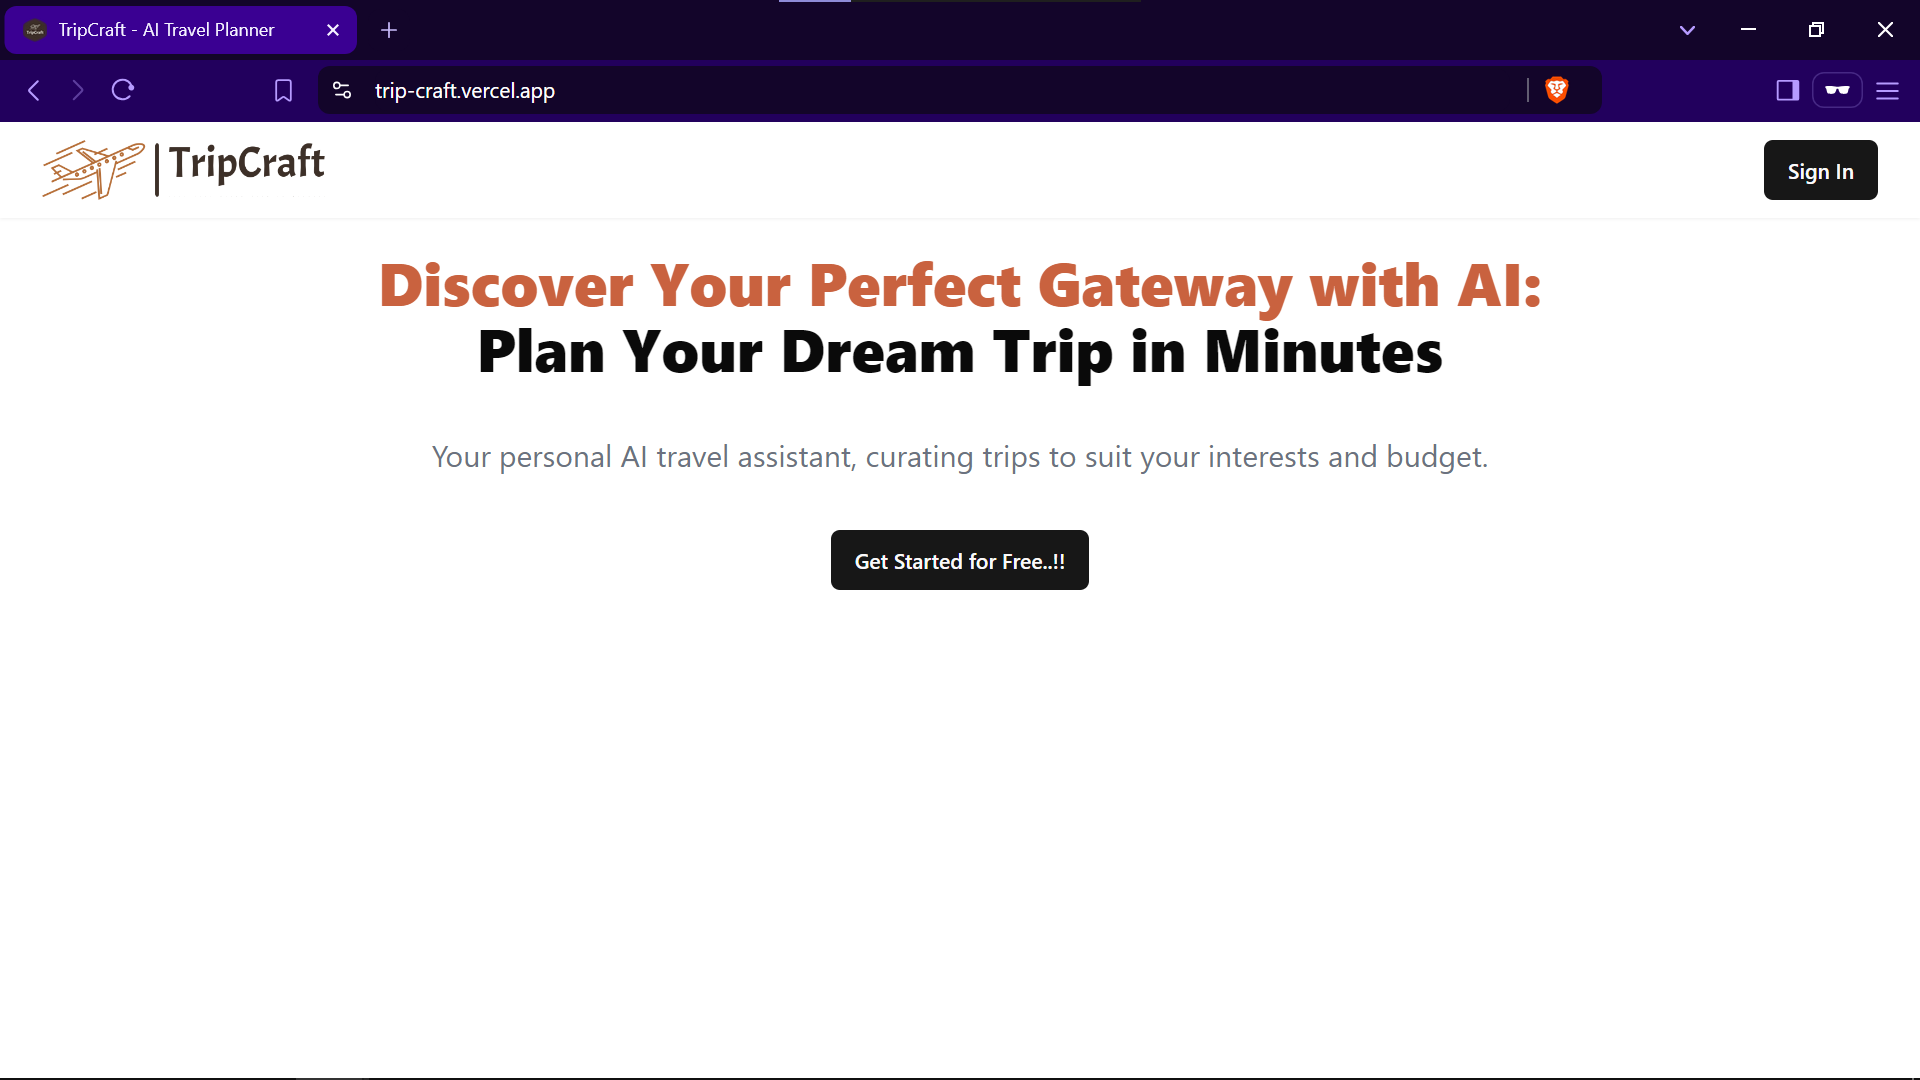 TripCraft - AI Travel Planner
trip-craft.vercel.app
TripCraft
Sign In
Discover Your Perfect Gateway with AI:
Plan Your Dream Trip in Minutes
Your personal AI travel assistant, curating trips to suit your interests and budget.
Get Started for Free..!!